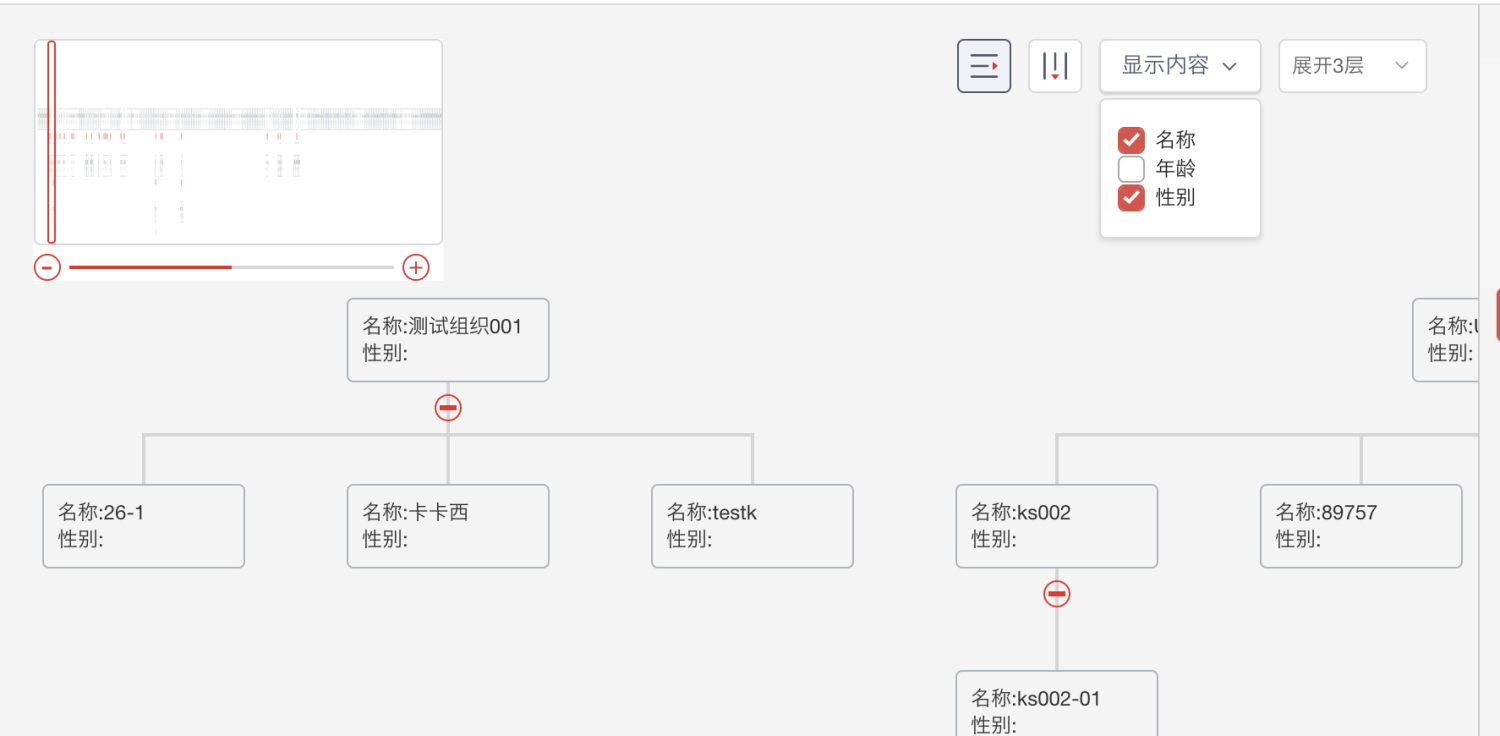 显示内容
展开3层
名称
年龄
性别
名称:测试组织001
性别:
名称:
性别:
名称:26-1
性别:
名称:卡卡西
性别:
名称:testk
性别:
名称:ks002
性别:
名称:89757
性别:
名称:ks002-01
性别: